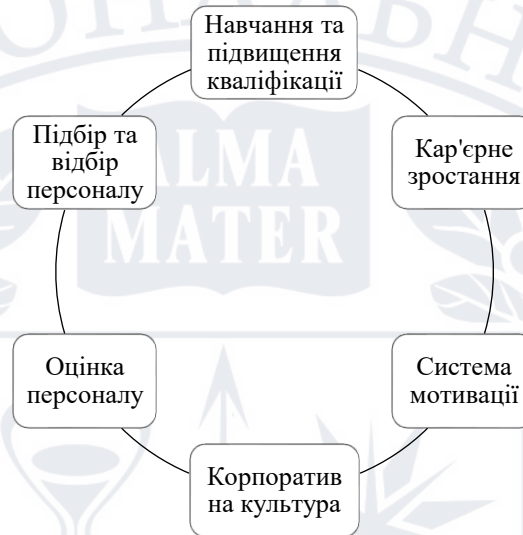 Навчання та
підвищення
кваліфікації
Підбір та
відбір
персоналу
Кар'єрне
зростання
ALMA
MATER
Оцінка
персоналу
Система
мотивації
Корпоратив
на культура